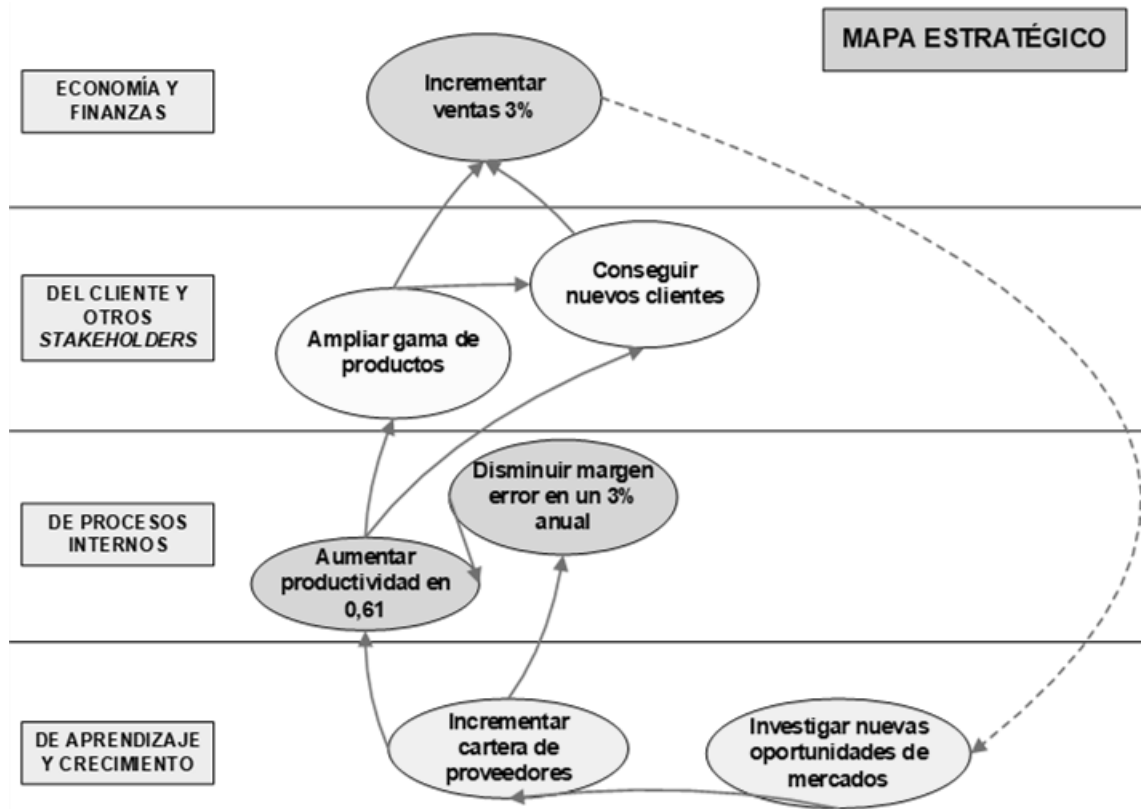 MAPA ESTRATÉGICO
ECONOMÍA Y
FINANZAS
Incrementar
ventas 3%
DEL CLIENTE Y
OTROS
STAKEHOLDERS
Ampliar gama de
productos
Conseguir
nuevos clientes
DE PROCESOS
INTERNOS
Disminuir margen
error en un 3%
anual
Aumentar
productividad en
0,61
DE APRENDIZAJE
Y CRECIMIENTO
Incrementar
cartera de
proveedores
Investigar nuevas
oportunidades de
mercados